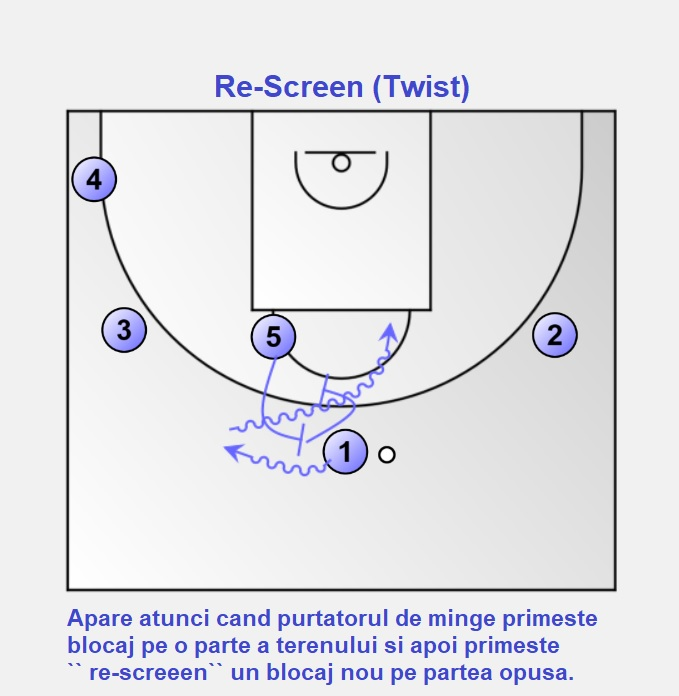 Re-Screen (Twist)
4
3
5
2
1
Apare atunci cand purtatorul de minge primeste
blocaj pe o parte a terenului si apoi primeste
`` re-screeen`` un blocaj nou pe partea opusa.